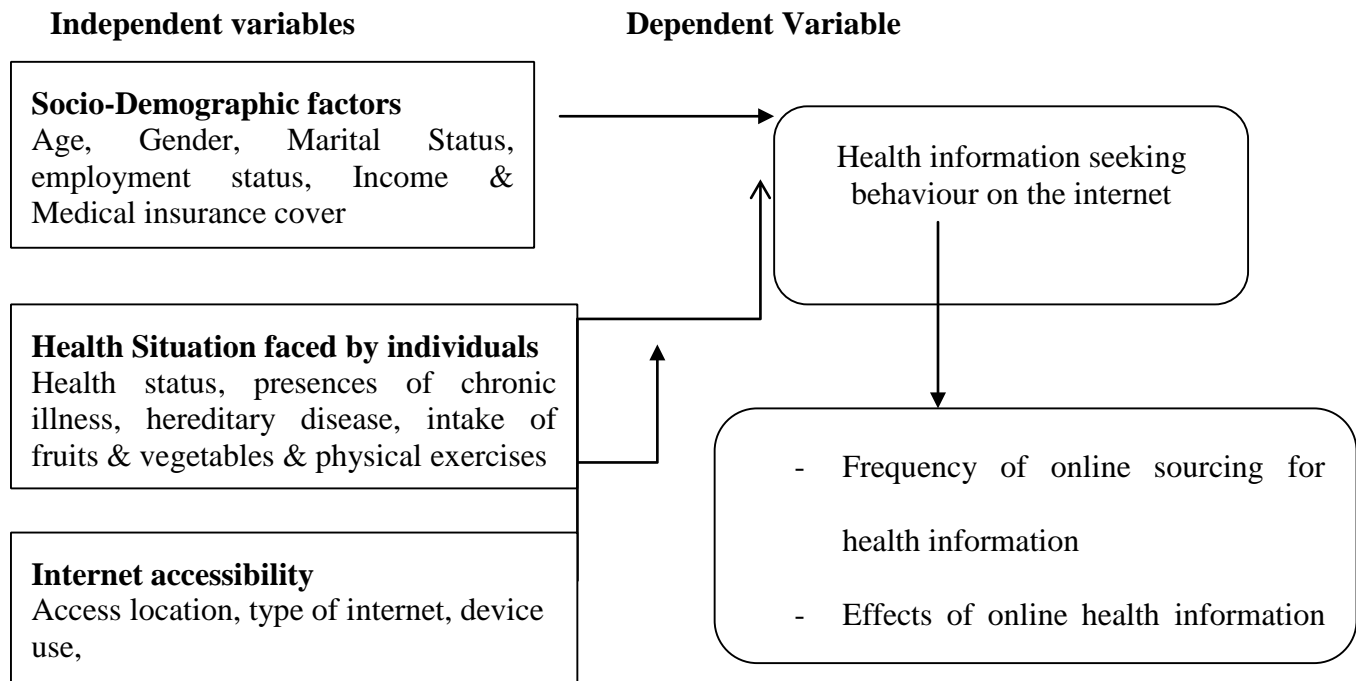 Independent variables
Dependent Variable
Socio-Demographic factors
Age, Gender, Marital Status,
employment status, Income &
Medical insurance cover
Health Situation faced by individuals
Health status, presences of chronic
illness, hereditary disease, intake of
fruits & vegetables & physical exercises
Internet accessibility
Access location, type of internet, device
use,
Health information seeking
behaviour on the internet
- Frequency of online sourcing for
health information
- Effects of online health information